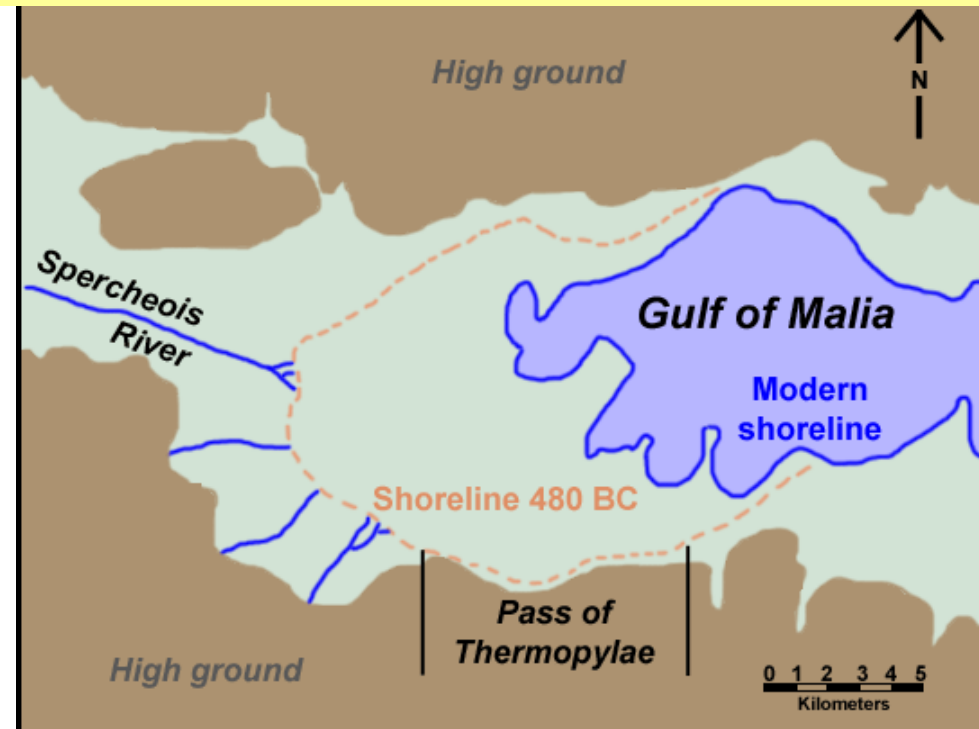 High ground
N
Spercheois
River
Gulf of Malia
Modern
shoreline
Shoreline 480 BC
Pass of
Thermopylae
High ground
0 1 2 3 4 5
Kilometers